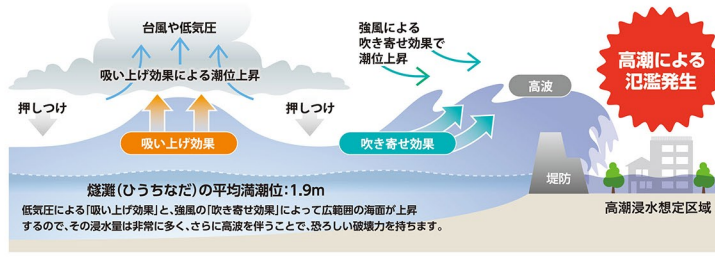 台風や低気圧
吸い上げ効果による潮位上昇
押しつけ
押しつけ
吸い上げ効果
強風による
吹き寄せ効果で
潮位上昇
吹き寄せ効果
高波
高潮による
氾濫発生
堤防
高潮浸水想定区域
燧灘(ひうちなだ)の平均満潮位:1.9m
低気圧による「吸い上げ効果」と、強風の「吹き寄せ効果」によって広範囲の海面が上昇
するので、その浸水量は非常に多く、さらに高波を伴うことで、恐ろしい破壊力を持ちます。